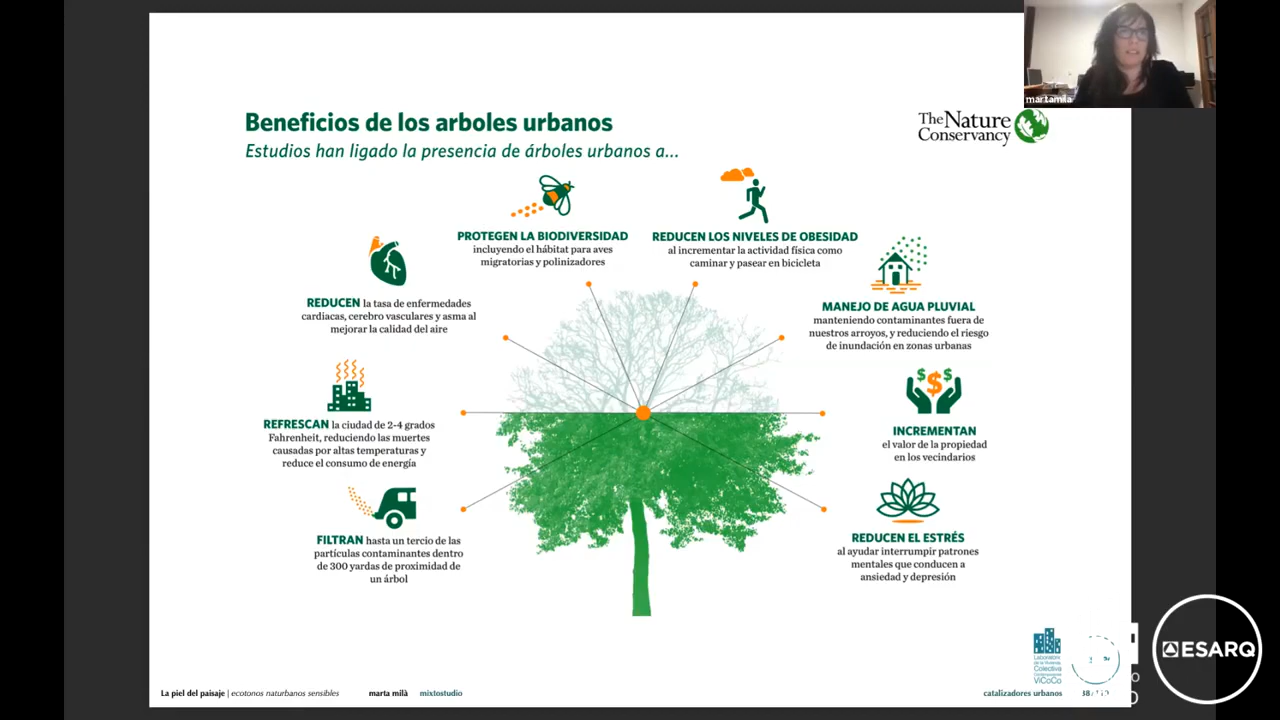 martamila
Beneficios de los arboles urbanos
Estudios han ligado la presencia de árboles urbanos a...
The Nature
Conservancy
PROTEGEN LA BIODIVERSIDAD
incluyendo el hábitat para aves
migratorias y polinizadores
REDUCEN LOS NIVELES DE OBESIDAD
al incrementar la actividad física como
caminar y pasear en bicicleta
REDUCEN la tasa de enfermedades
cardiacas, cerebro vasculares y asma al
mejorar la calidad del aire
MANEJO DE AGUA PLUVIAL
manteniendo contaminantes fuera de
nuestros arroyos, y reduciendo el riesgo
de inundación en zonas urbanas
REFRESCAN la ciudad de 2-4 grados
Fahrenheit, reduciendo las muertes
causadas por altas temperaturas y
reduce el consumo de energía
$ $ $
INCREMENTAN
el valor de la propiedad
en los vecindarios
FILTRAN hasta un tercio de las
partículas contaminantes dentro
de 300 yardas de proximidad de
un árbol
REDUCEN EL ESTRÉS
al ayudar interrumpir patrones
mentales que conducen a
ansiedad y depresión
Laboratorio
de la Vivienda
Colectiva
Contemporánea
ViCoCo
ESARQ
La piel del paisaje | ecotonos naturbanos sensibles marta milà mixtostudio
catalizadores urbanos